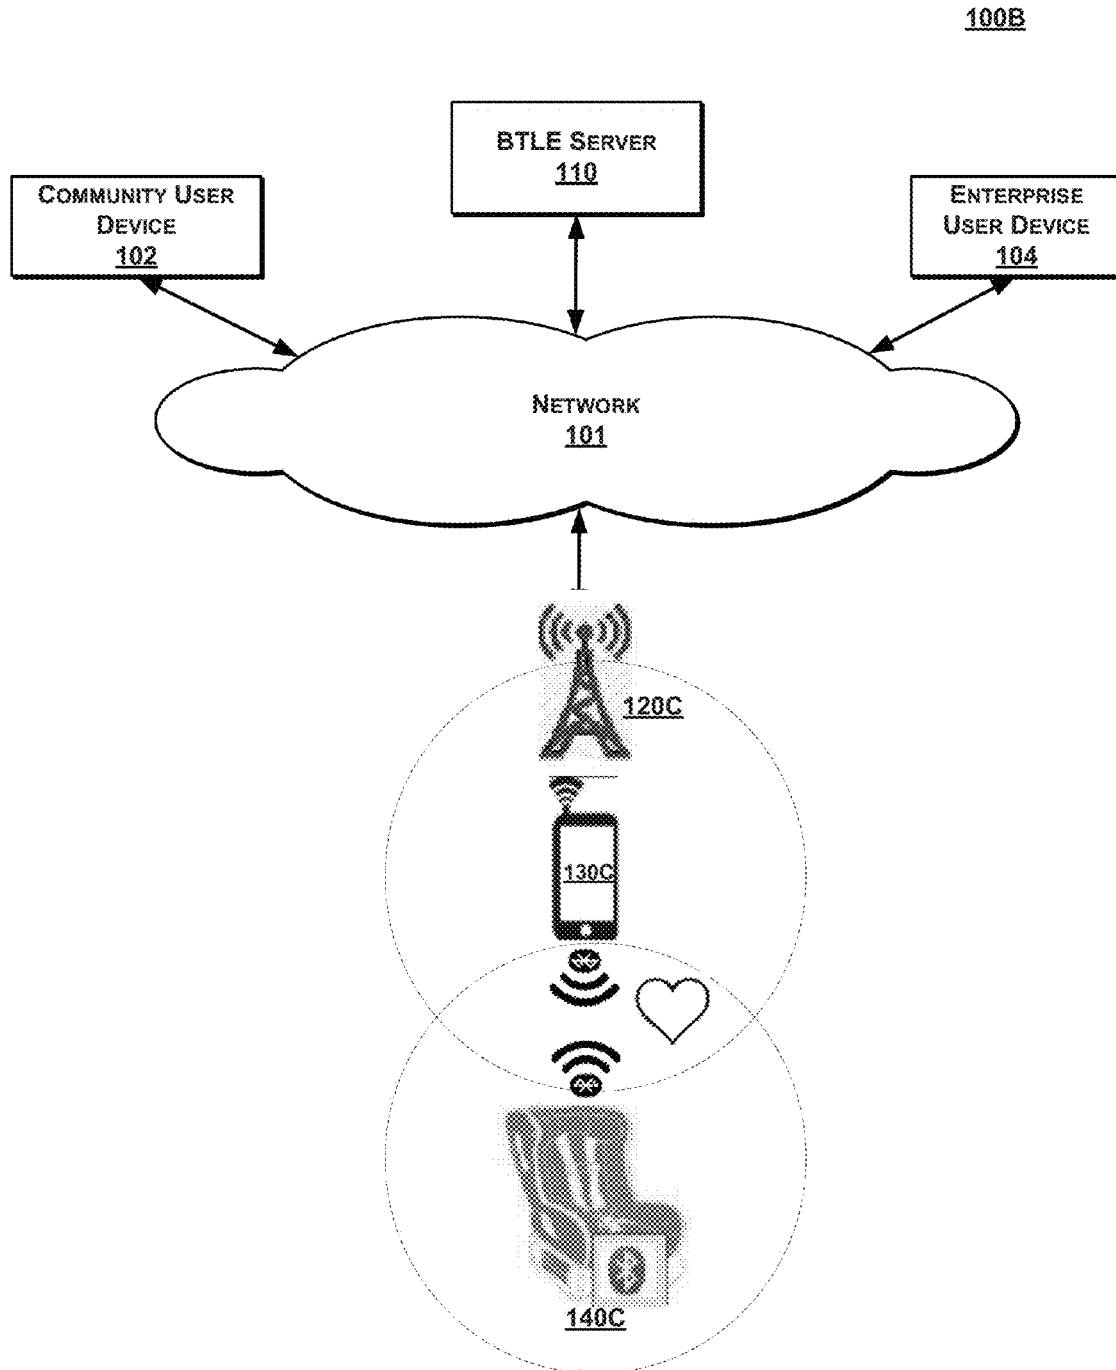 100B
BTLE SERVER
110
COMMUNITY USER
DEVICE
102
ENTERPRISE
USER DEVICE
104
NETWORK
101
120C
130C
140C